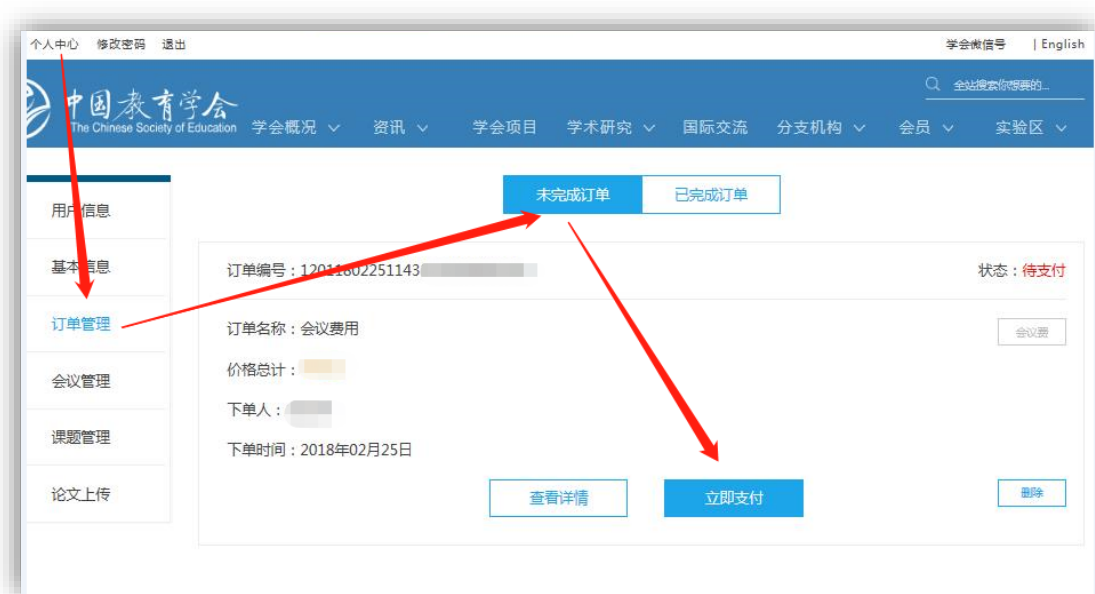 个人中心 修改密码 退出 学会微信号 | English
全站搜索你想要的...
中国教育学会
The Chinese Society of Education
学会概况 资讯 学会项目 学术研究 国际交流 分支机构 会员 实验区
未完成订单 已完成订单
用户信息
基本信息
订单管理
会议管理
课题管理
论文上传
订单编号：12011802251143
状态：待支付
订单名称：会议费用
会议费
价格总计：
下单人：
下单时间：2018年02月25日
查看详情 立即支付 删除